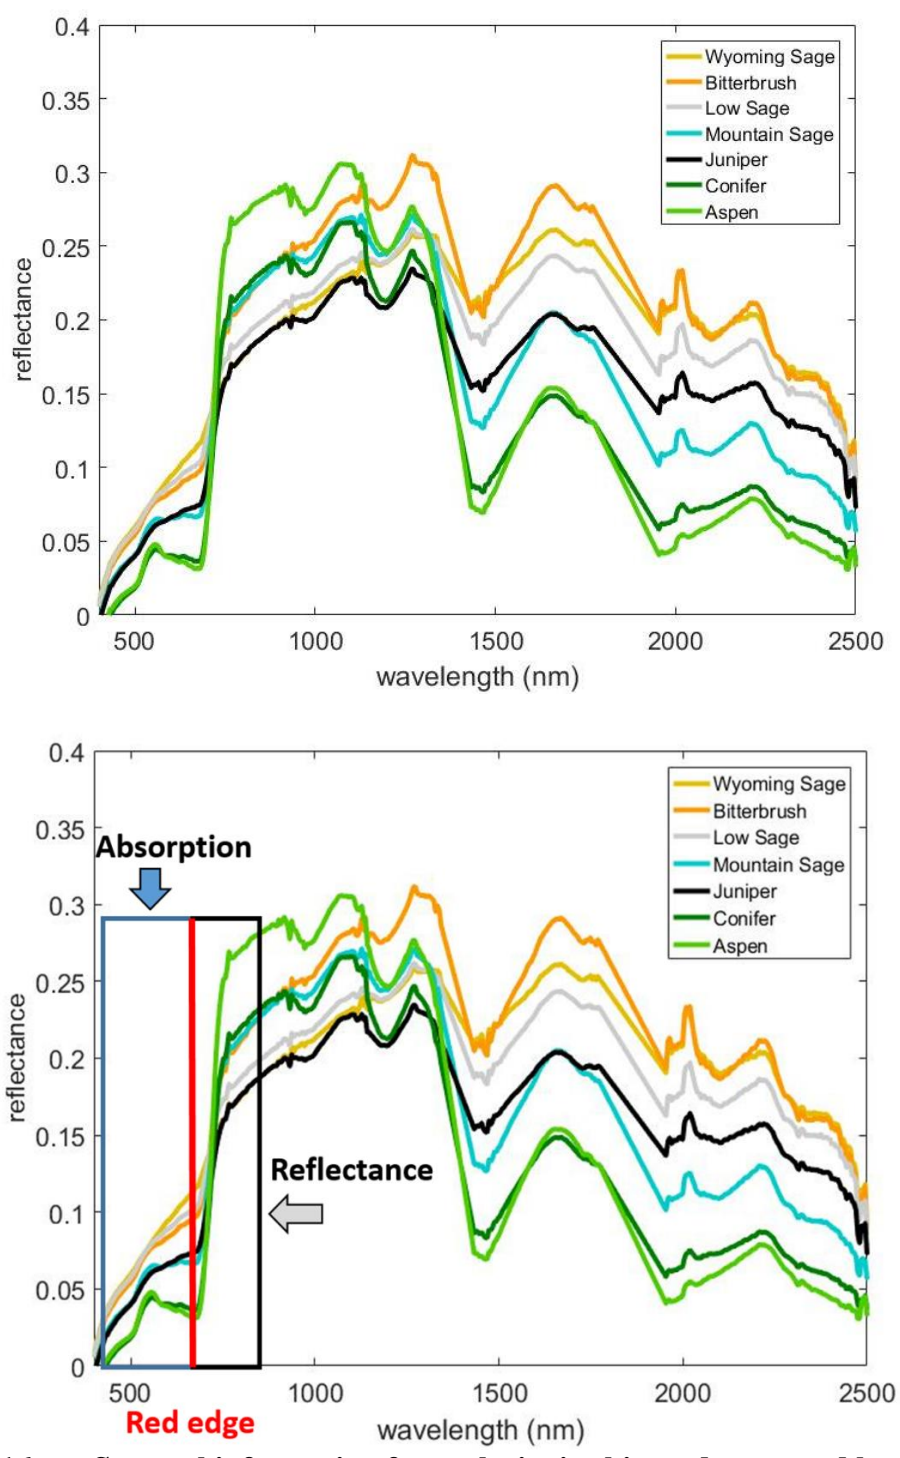 0.4
0.35
0.3
0.25
0.2
0.15
0.1
0.05
0
reflectance
Wyoming Sage
Bitterbrush
Low Sage
Mountain Sage
Juniper
Conifer
Aspen
500 1000 1500 2000 2500
wavelength (nm)
0.4
0.35
0.3
0.25
0.2
0.15
0.1
0.05
0
reflectance
Absorption
Wyoming Sage
Bitterbrush
Low Sage
Mountain Sage
Juniper
Conifer
Aspen
Reflectance
500 1000 1500 2000 2500
Red edge
wavelength (nm)